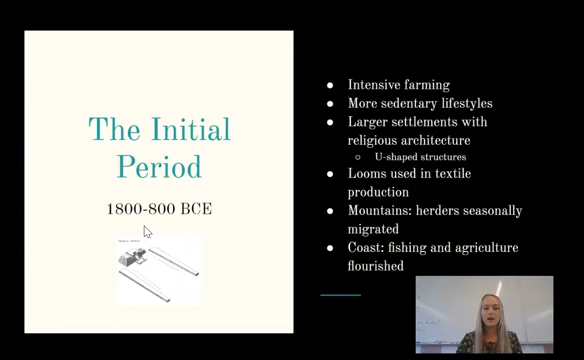 The Initial
Period
1800-800 BCE
● Intensive farming
● More sedentary lifestyles
● Larger settlements with
religious architecture
○ U-shaped structures
● Looms used in textile
production
● Mountains: herders seasonally
migrated
● Coast: fishing and agriculture
flourished